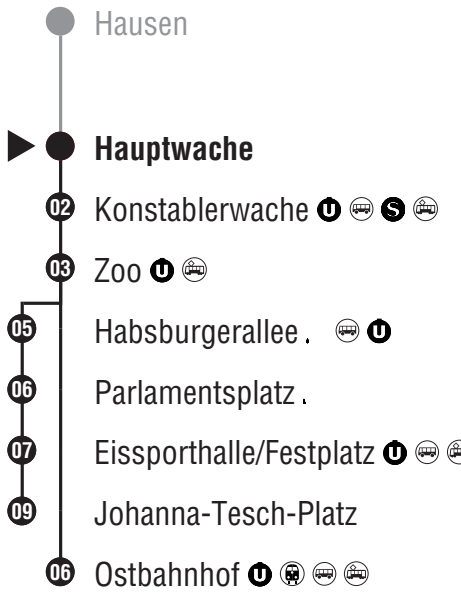 Hausen
Hauptwache
02 Konstablerwache U S
03 Zoo U
05 Habsburgerallee . U
06 Parlamentsplatz .
07 Eissporthalle/Festplatz U
09 Johanna-Tesch-Platz
06 Ostbahnhof U